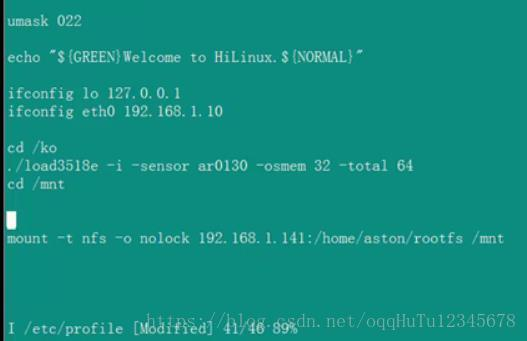 umask 022
echo "${GREEN}Welcome to HiLinux.${NORMAL}"
ifconfig lo 127.0.0.1
ifconfig eth0 192.168.1.10
cd /ko
./load3518e -i -sensor ar0130 -osmem 32 -total 64
cd /mnt
mount -t nfs -o nolock 192.168.1.141:/home/aston/rootfs /mnt
I /etc/profile [Modified] 41/46 89%
https://blog.csdn.net/oqqHuTu12345678